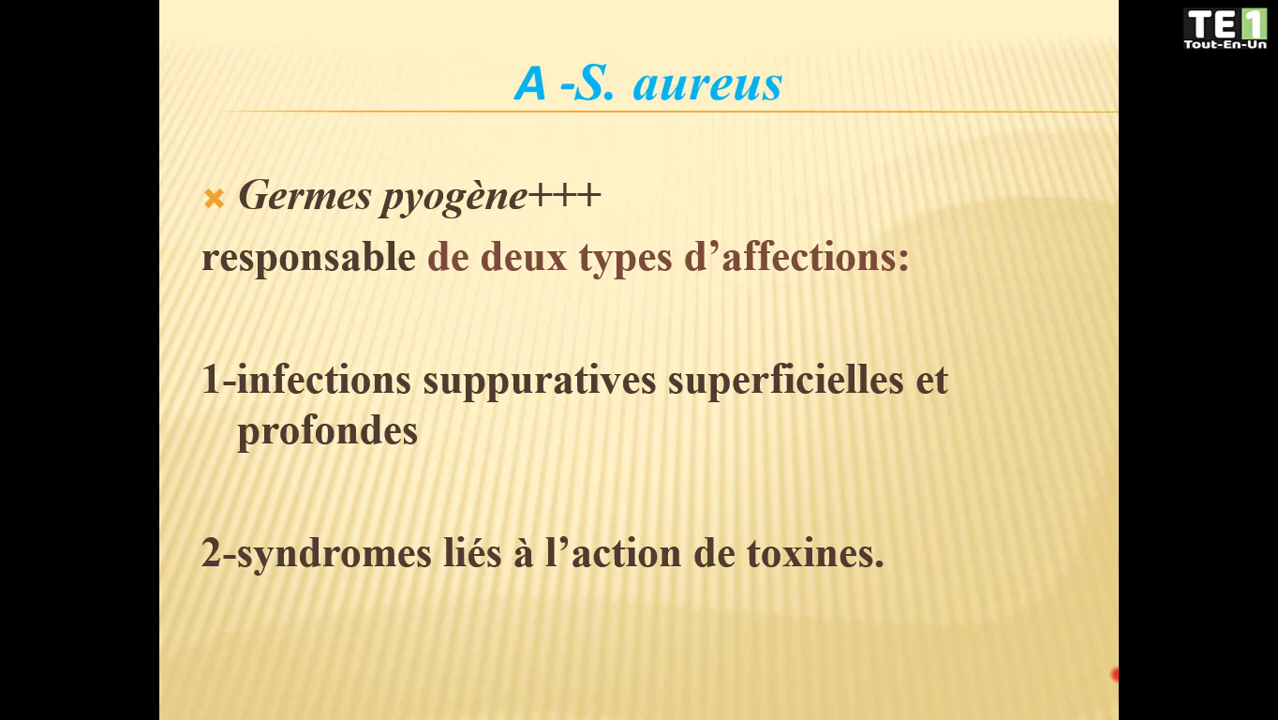 TE1
Tout-En-Un
A -S. aureus
Germes pyogène+++
responsable de deux types d’affections:
1-infections suppuratives superficielles et
profondes
2-syndromes liés à l’action de toxines.